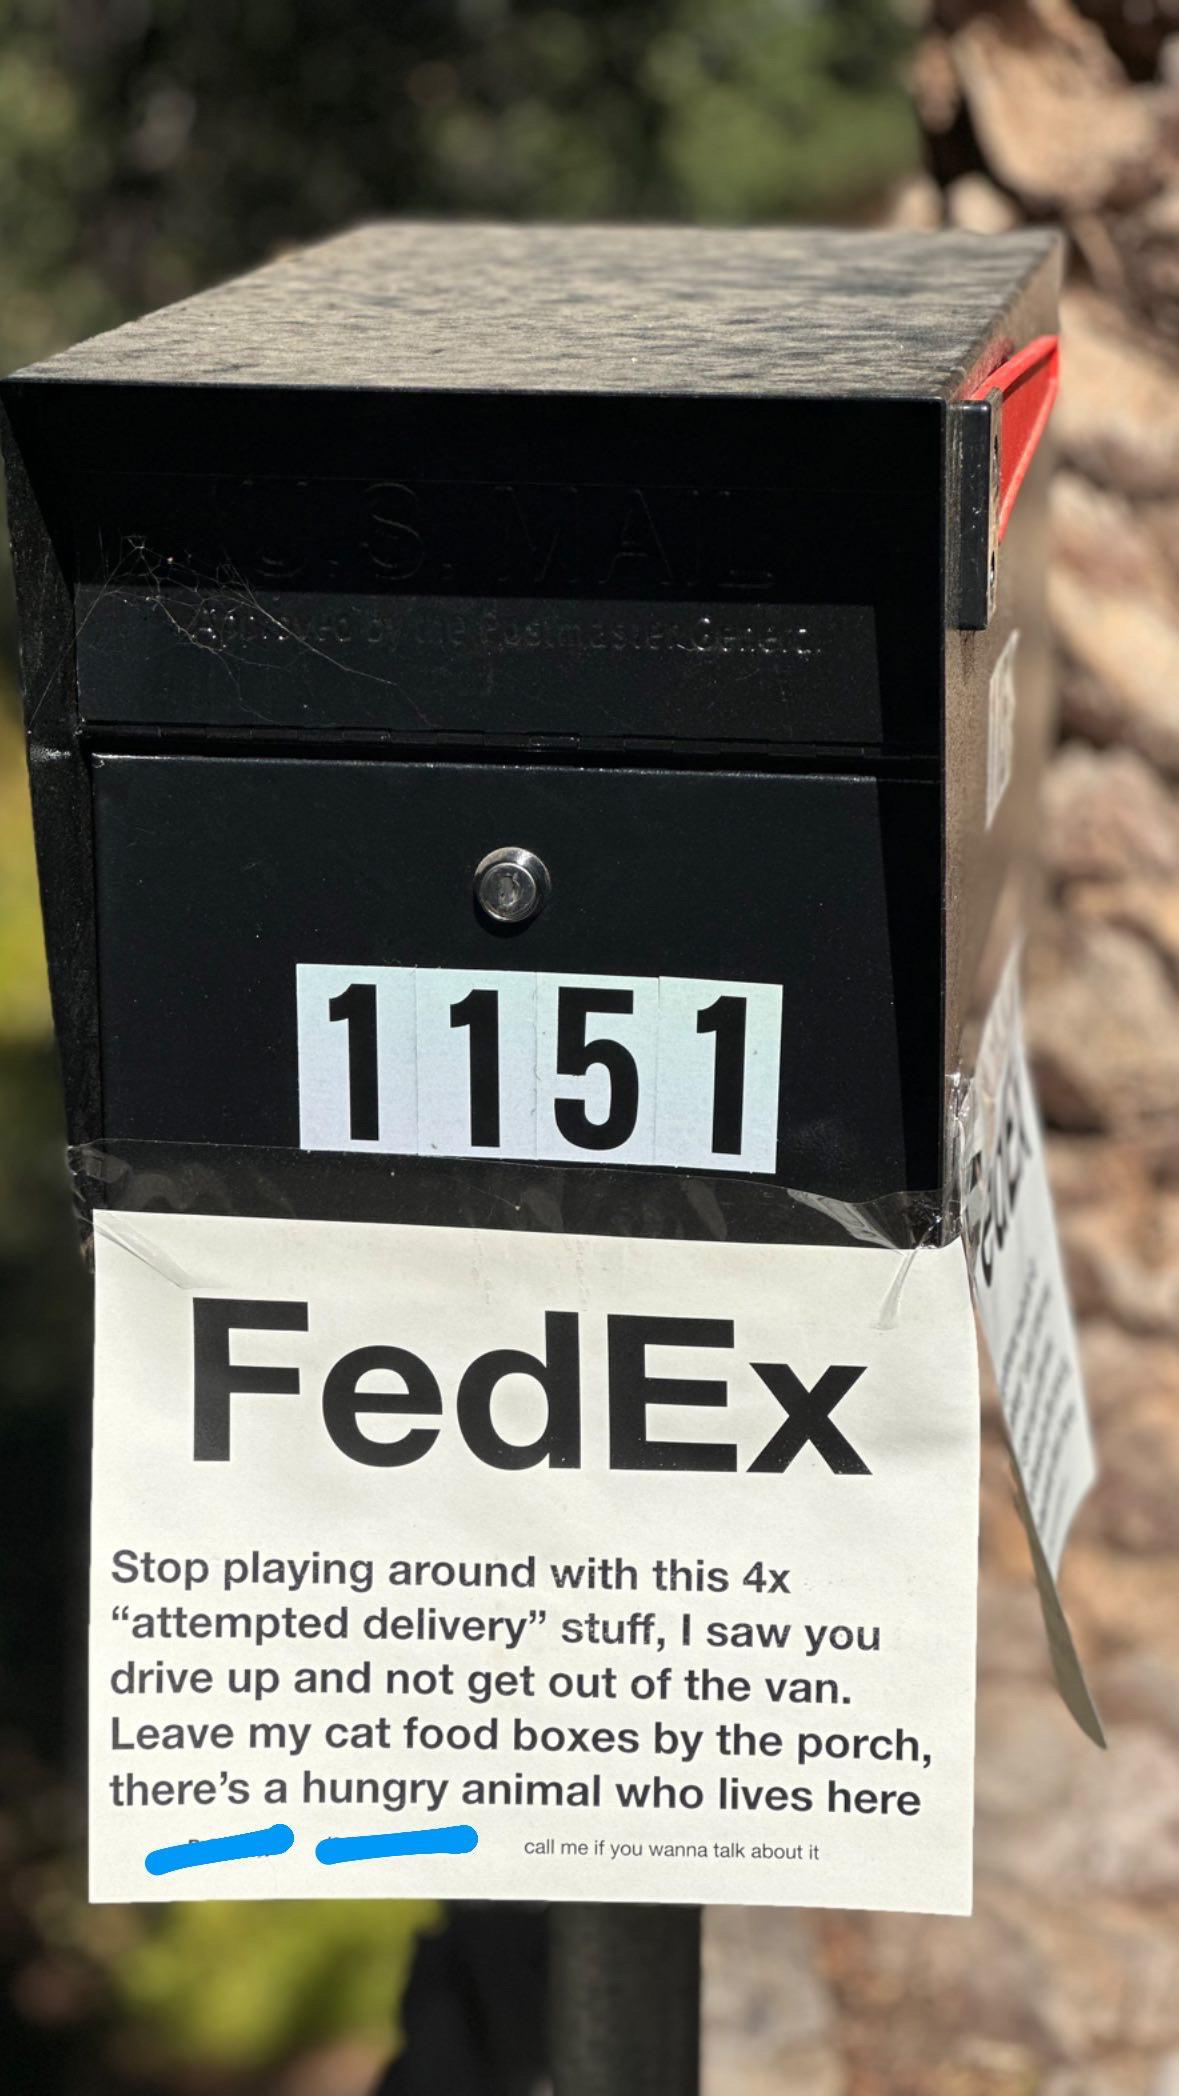 U.S. MAIL
Approved by the Postmaster General
1151
FedEx
Stop playing around with this 4x
“attempted delivery” stuff, I saw you
drive up and not get out of the van.
Leave my cat food boxes by the porch,
there’s a hungry animal who lives here
call me if you wanna talk about it
FedEx